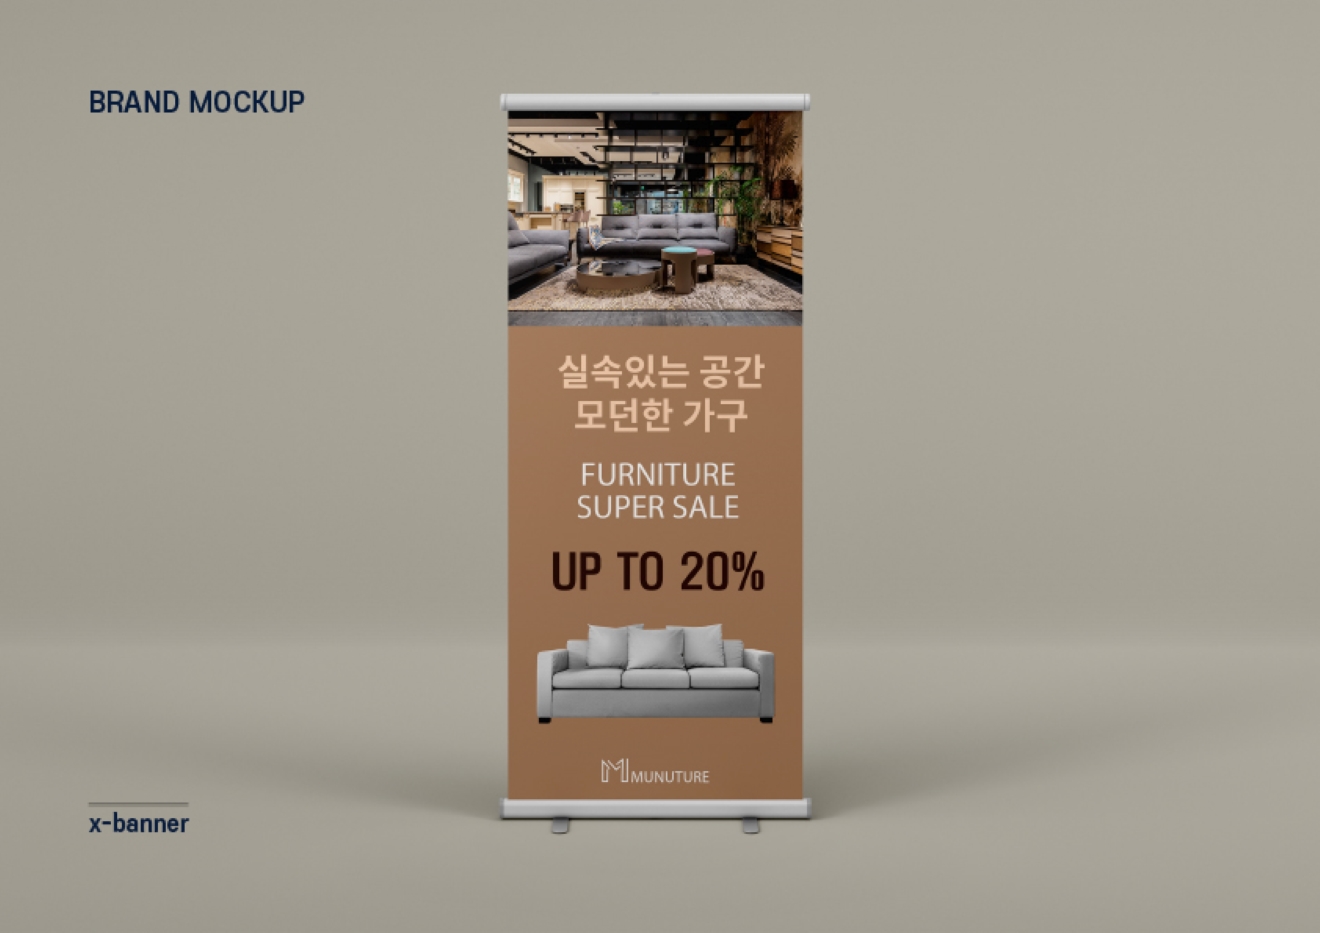 BRAND MOCKUP
실속있는 공간
모던한 가구
FURNITURE
SUPER SALE
UP TO 20%
MUNUTURE
x-banner